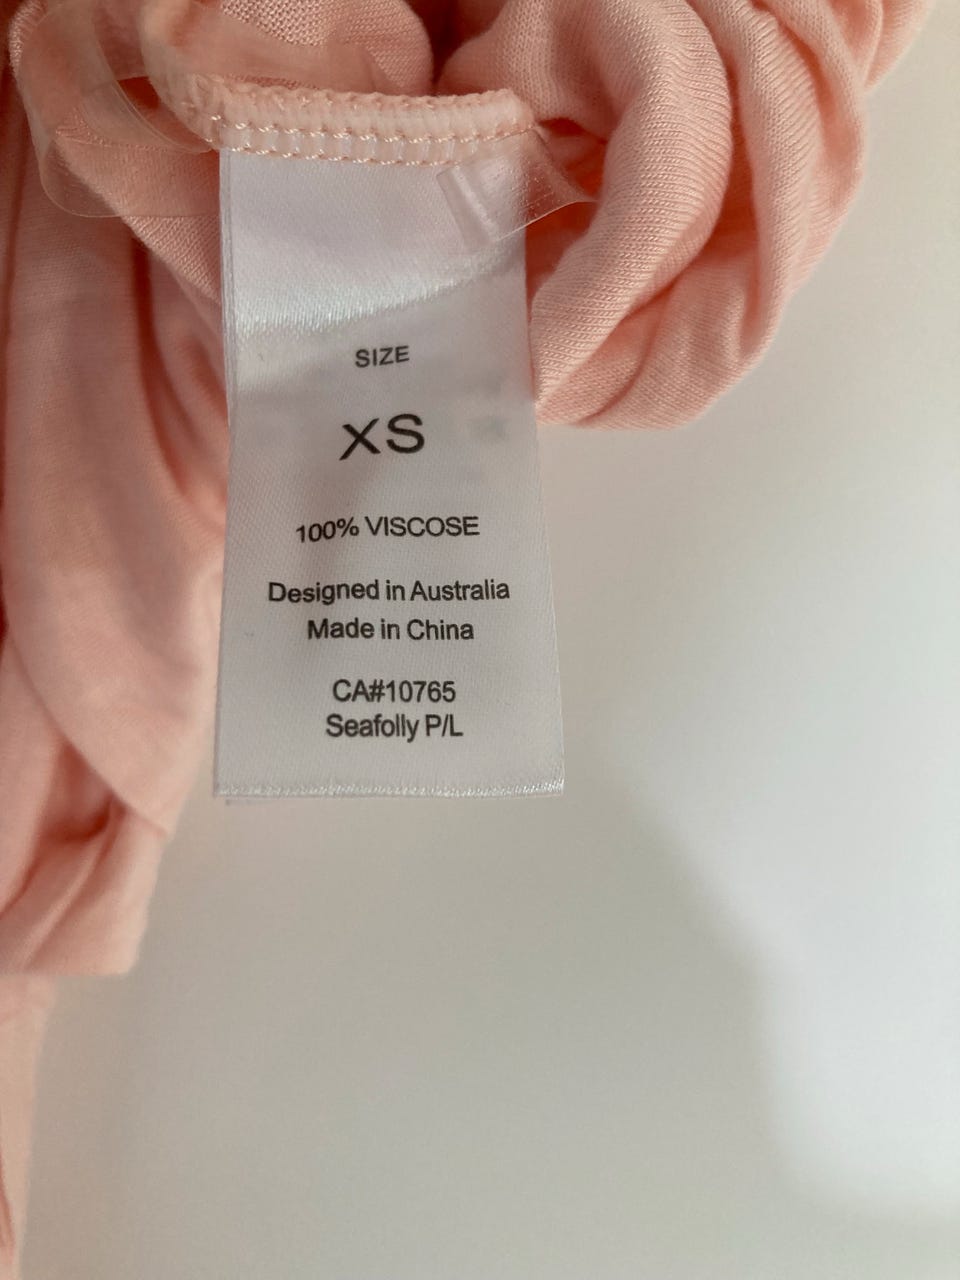 SIZE
XS
100% VISCOSE
Designed in Australia
Made in China
CA#10765
Seafolly P/L